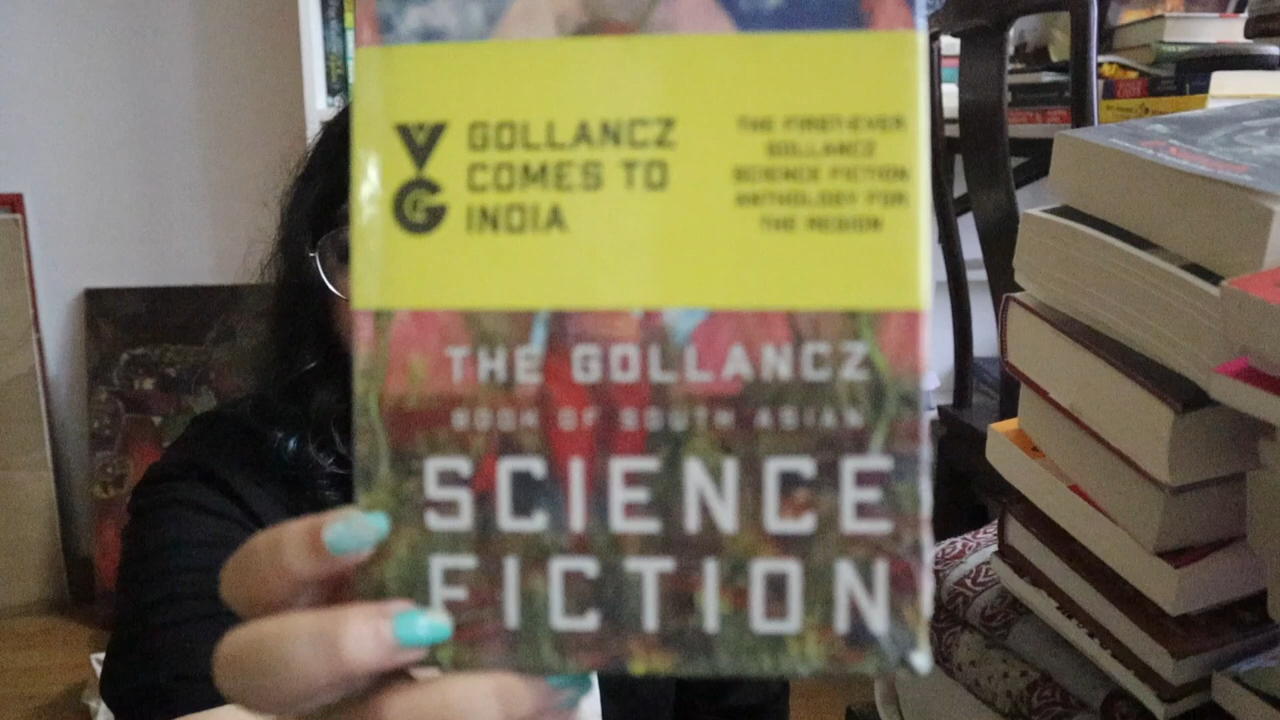 VG
GOLLANCZ
COMES TO
INDIA
THE FIRST-EVER
GOLLANCZ
SCIENCE FICTION
ANTHOLOGY FOR
THE REGION
THE GOLLANCZ
BOOK OF SOUTH ASIAN
SCIENCE
FICTION